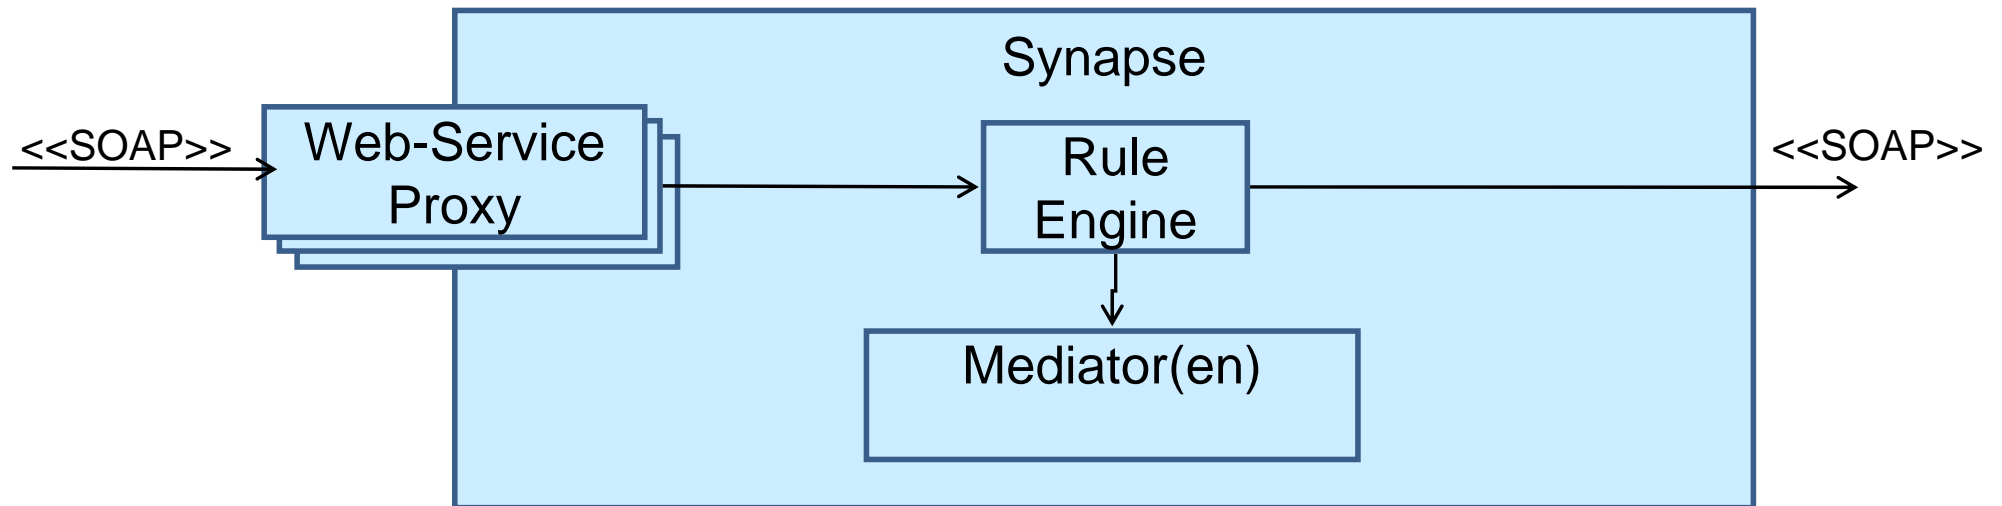 Synapse
<<SOAP>>
Web-Service
Proxy
Rule
Engine
<<SOAP>>
Mediator(en)